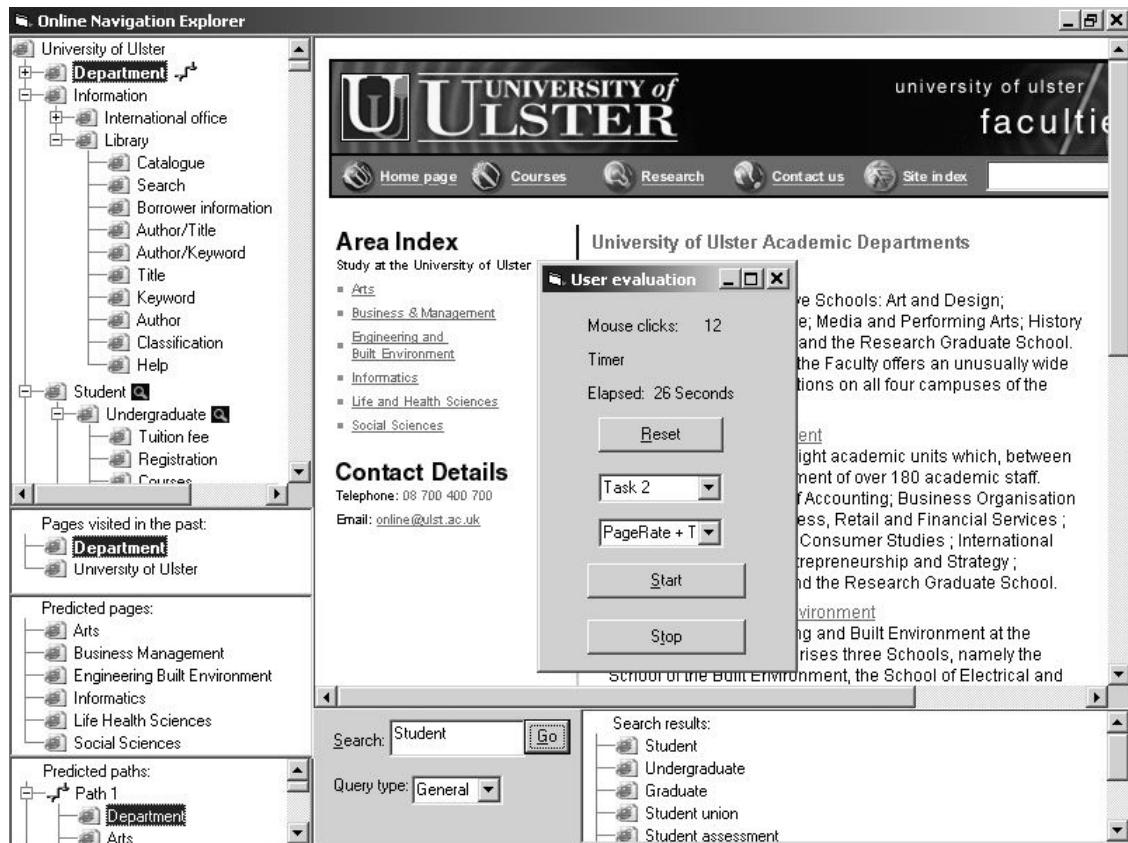 Online Navigation Explorer
University of Ulster
Department
Information
International office
Library
Catalogue
Search
Borrower information
Author/Title
Author/Keyword
Title
Keyword
Author
Classification
Help
Student
Undergraduate
Tuition fee
Registration
Courses
Pages visited in the past:
Department
University of Ulster
Predicted pages:
Arts
Business Management
Engineering Built Environment
Informatics
Life Health Sciences
Social Sciences
Predicted paths:
Path 1
Department
Arts
UNIVERSITY of
ULSTER
university of ulster
faculti
Home page Courses Research Contact us Site index
Area Index
Study at the University of Ulster
Arts
Business & Management
Engineering and
Built Environment
Informatics
Life and Health Sciences
Social Sciences
Contact Details
Telephone: 08 700 400 700
Email: online@ulst.ac.uk
University of Ulster Academic Departments
ve Schools: Art and Design;
e; Media and Performing Arts; History
and the Research Graduate School.
the Faculty offers an unusually wide
tions on all four campuses of the
ent
ight academic units which, between
ment of over 180 academic staff.
f Accounting; Business Organisation
ess, Retail and Financial Services ;
Consumer Studies ; International
trepreneurship and Strategy ;
nd the Research Graduate School.
vironment
ng and Built Environment at the
rises three Schools, namely the
School of the Built Environment, the School of Electrical and
User evaluation
Mouse clicks: 12
Timer
Elapsed: 26 Seconds
Reset
Task 2
PageRate + T
Start
Stop
Search: Student Go
Query type: General
Search results:
Student
Undergraduate
Graduate
Student union
Student assessment